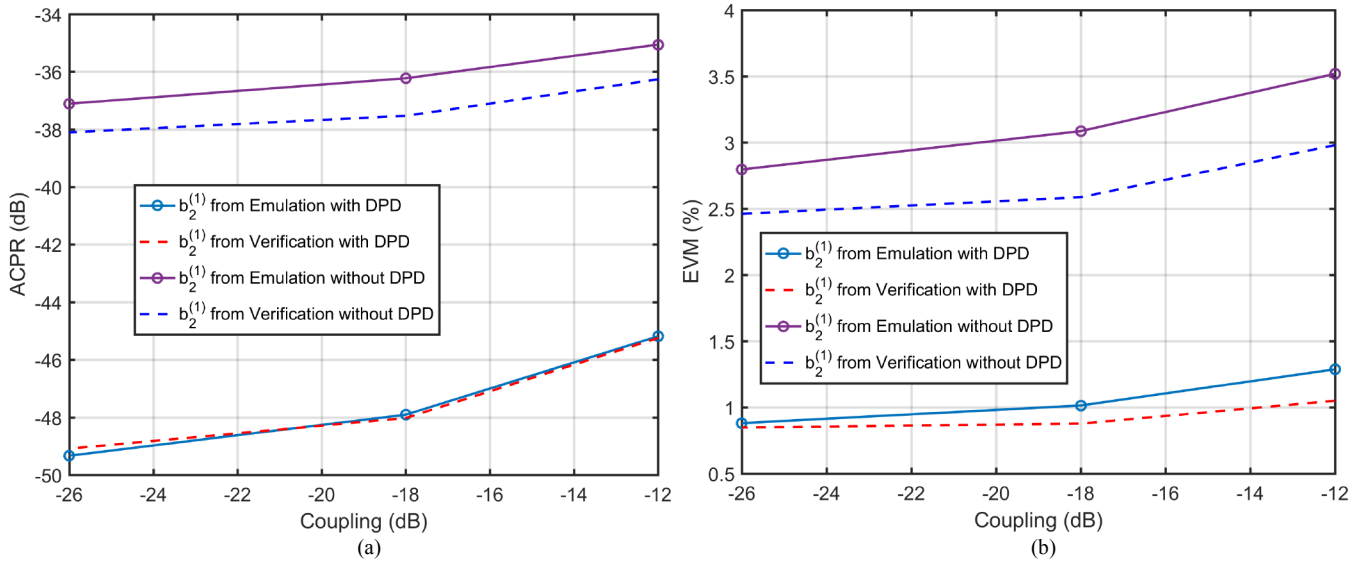 -34
-36
-38
-40
-42
-44
-46
-48
-50
ACPR (dB)
b₂⁽¹⁾ from Emulation with DPD
b₂⁽¹⁾ from Verification with DPD
b₂⁽¹⁾ from Emulation without DPD
b₂⁽¹⁾ from Verification without DPD
-26 -24 -22 -20 -18 -16 -14 -12
Coupling (dB)
(a)
4
3.5
3
2.5
2
1.5
1
0.5
EVM (%)
b₂⁽¹⁾ from Emulation with DPD
b₂⁽¹⁾ from Verification with DPD
b₂⁽¹⁾ from Emulation without DPD
b₂⁽¹⁾ from Verification without DPD
-26 -24 -22 -20 -18 -16 -14 -12
Coupling (dB)
(b)